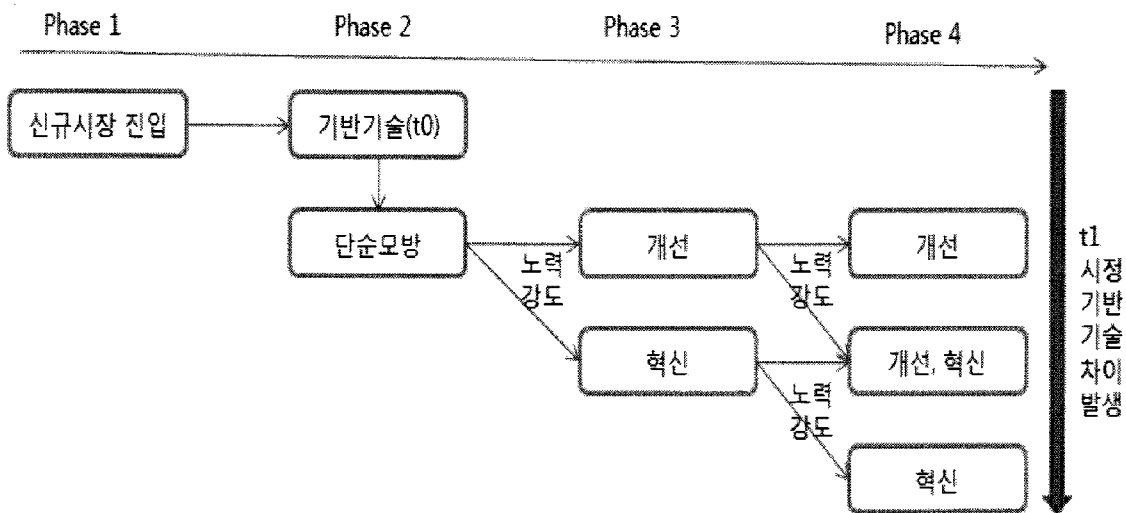 Phase 1
Phase 2
Phase 3
Phase 4
신규시장 진입
기반기술(t0)
단순모방
노력
강도
개선
노력
강도
개선
혁신
노력
강도
개선, 혁신
혁신
t1
시정
기반
기술
차이
발생